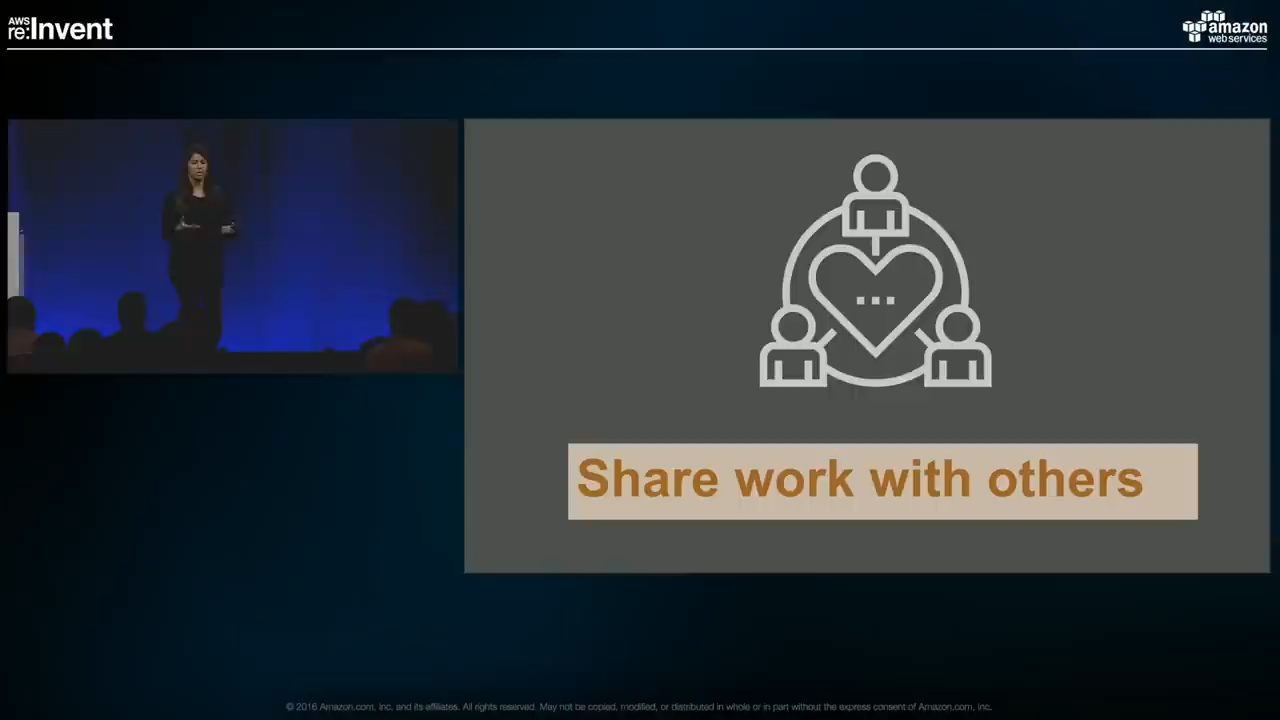 AWS
re:Invent
amazon
webservices
Share work with others
© 2016 Amazon.com, Inc. and its affiliates. All rights reserved. May not be copied, modified, or distributed in whole or in part without the express consent of Amazon.com, Inc.